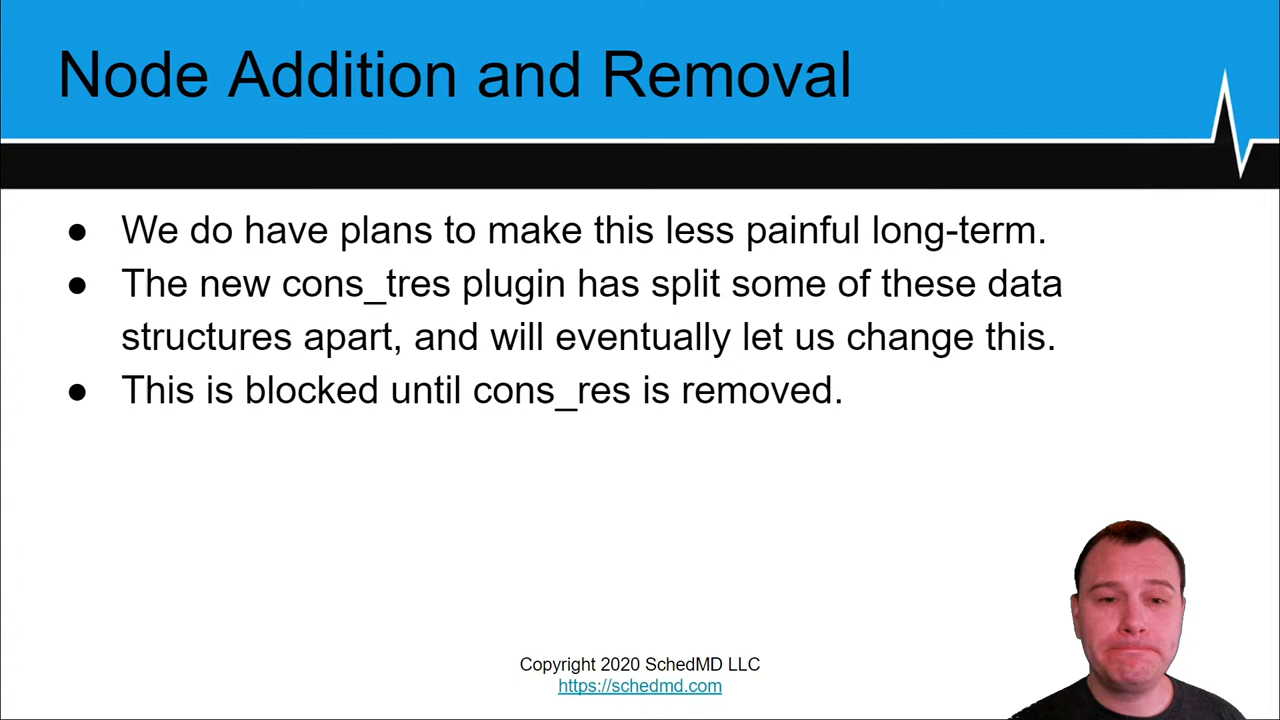 Node Addition and Removal
● We do have plans to make this less painful long-term.
● The new cons_tres plugin has split some of these data
structures apart, and will eventually let us change this.
● This is blocked until cons_res is removed.
Copyright 2020 SchedMD LLC
https://schedmd.com